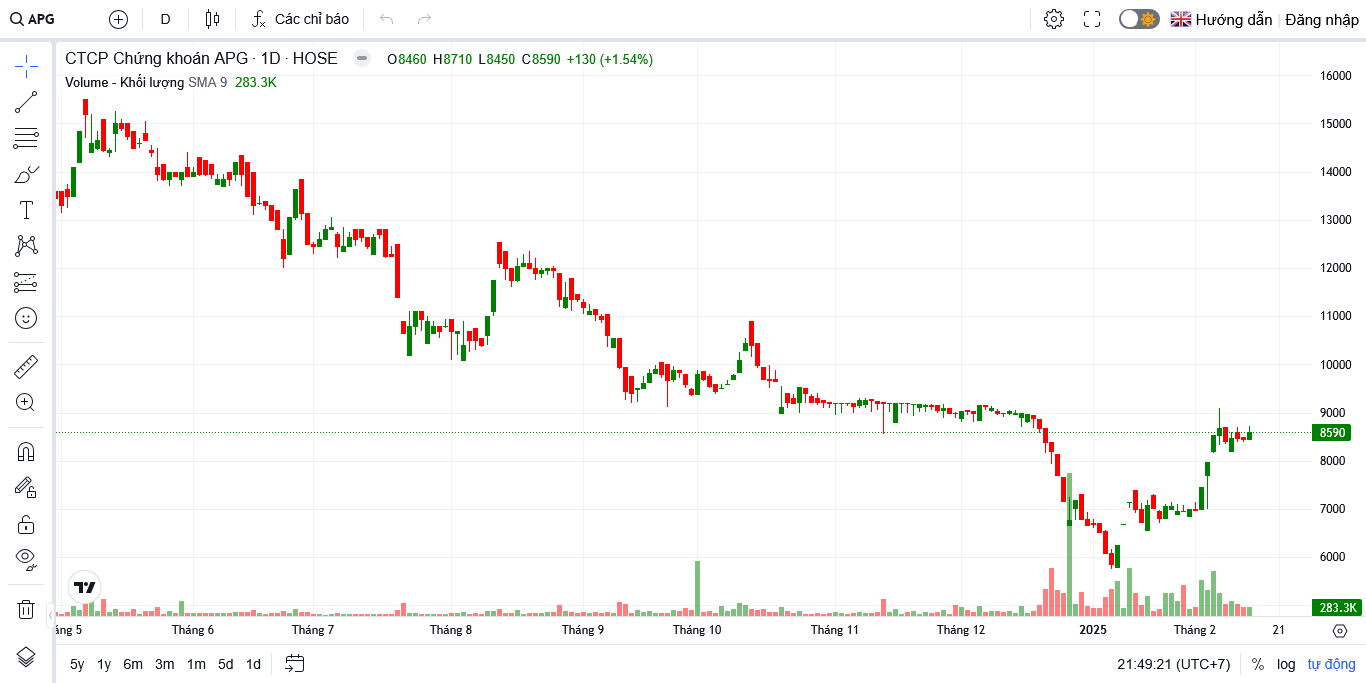 APG D Các chỉ báo Hướng dẫn Đăng nhập
CTCP Chứng khoán APG · 1D · HOSE O8460 H8710 L8450 C8590 +130 (+1.54%)
Volume - Khối lượng SMA 9 283.3K
16000
15000
14000
13000
12000
11000
10000
9000
8590
8000
7000
6000
283.3K
áng 5 Tháng 6 Tháng 7 Tháng 8 Tháng 9 Tháng 10 Tháng 11 Tháng 12 2025 Tháng 2 21
5y 1y 6m 3m 1m 5d 1d 21:49:21 (UTC+7) % log tự động